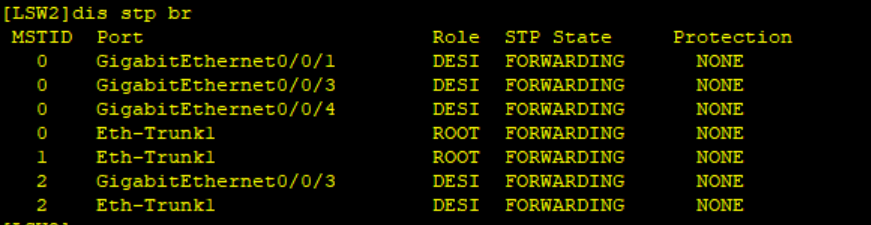 [LSW2]dis stp br
MSTID Port Role STP State Protection
0 GigabitEthernet0/0/1 DESI FORWARDING NONE
0 GigabitEthernet0/0/3 DESI FORWARDING NONE
0 GigabitEthernet0/0/4 DESI FORWARDING NONE
0 Eth-Trunk1 ROOT FORWARDING NONE
1 Eth-Trunk1 ROOT FORWARDING NONE
2 GigabitEthernet0/0/3 DESI FORWARDING NONE
2 Eth-Trunk1 DESI FORWARDING NONE